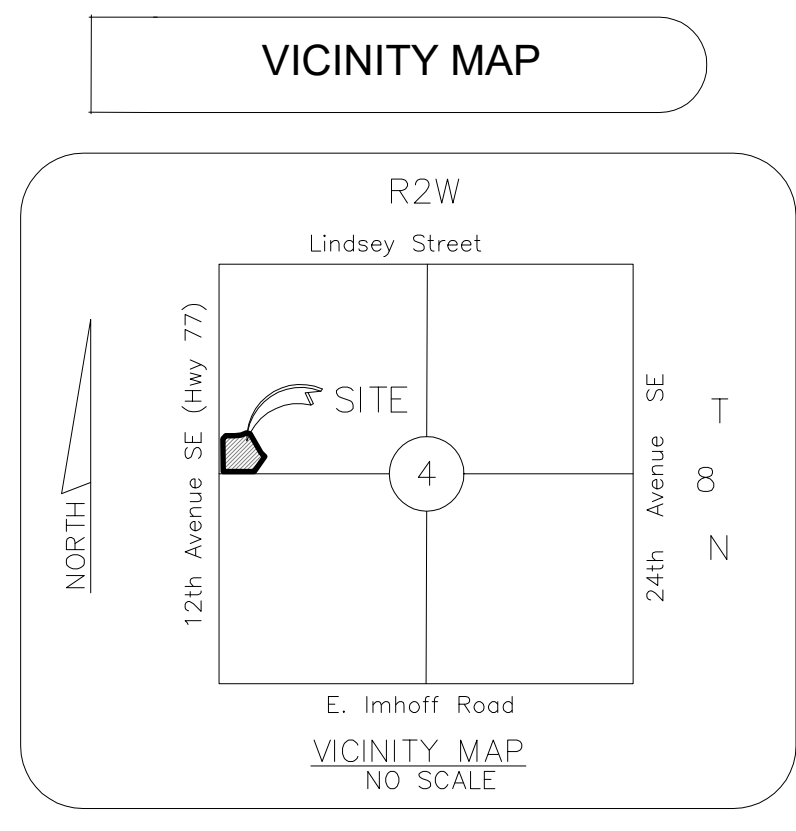 VICINITY MAP
R2W
Lindsey Street
12th Avenue SE (Hwy 77)
SITE
24th Avenue SE
T
8
N
4
NORTH
E. Imhoff Road
VICINITY MAP
NO SCALE